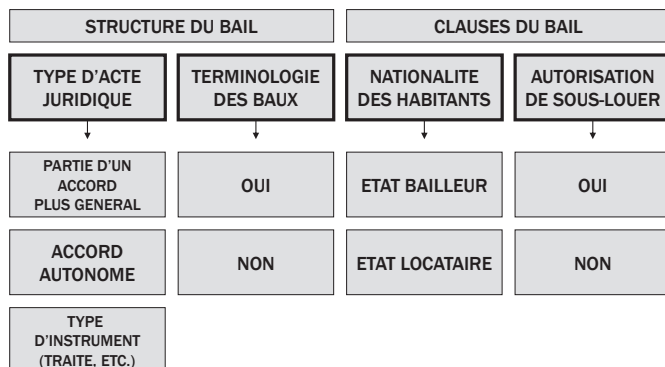 STRUCTURE DU BAIL
CLAUSES DU BAIL
TYPE D'ACTE
JURIDIQUE
TERMINOLOGIE
DES BAUX
NATIONALITE
DES HABITANTS
AUTORISATION
DE SOUS-LOUER
PARTIE D'UN
ACCORD
PLUS GENERAL
OUI
ETAT BAILLEUR
OUI
ACCORD
AUTONOME
NON
ETAT LOCATAIRE
NON
TYPE
D'INSTRUMENT
(TRAITE, ETC.)